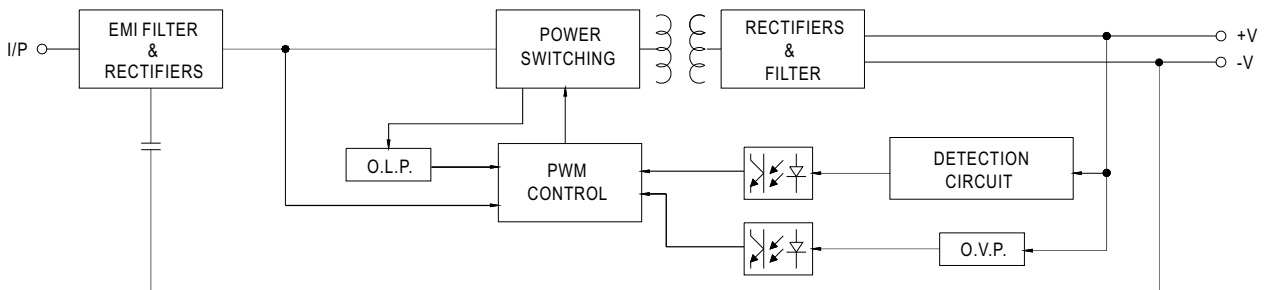 I/P
EMI FILTER
&
RECTIFIERS
POWER
SWITCHING
RECTIFIERS
&
FILTER
+V
-V
O.L.P.
PWM
CONTROL
DETECTION
CIRCUIT
O.V.P.